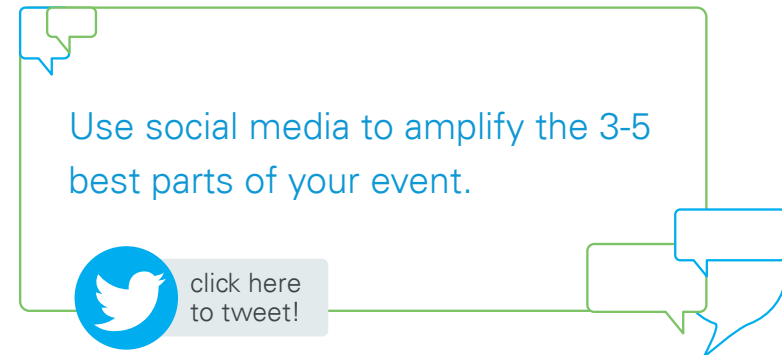 Use social media to amplify the 3-5
best parts of your event.
click here
to tweet!